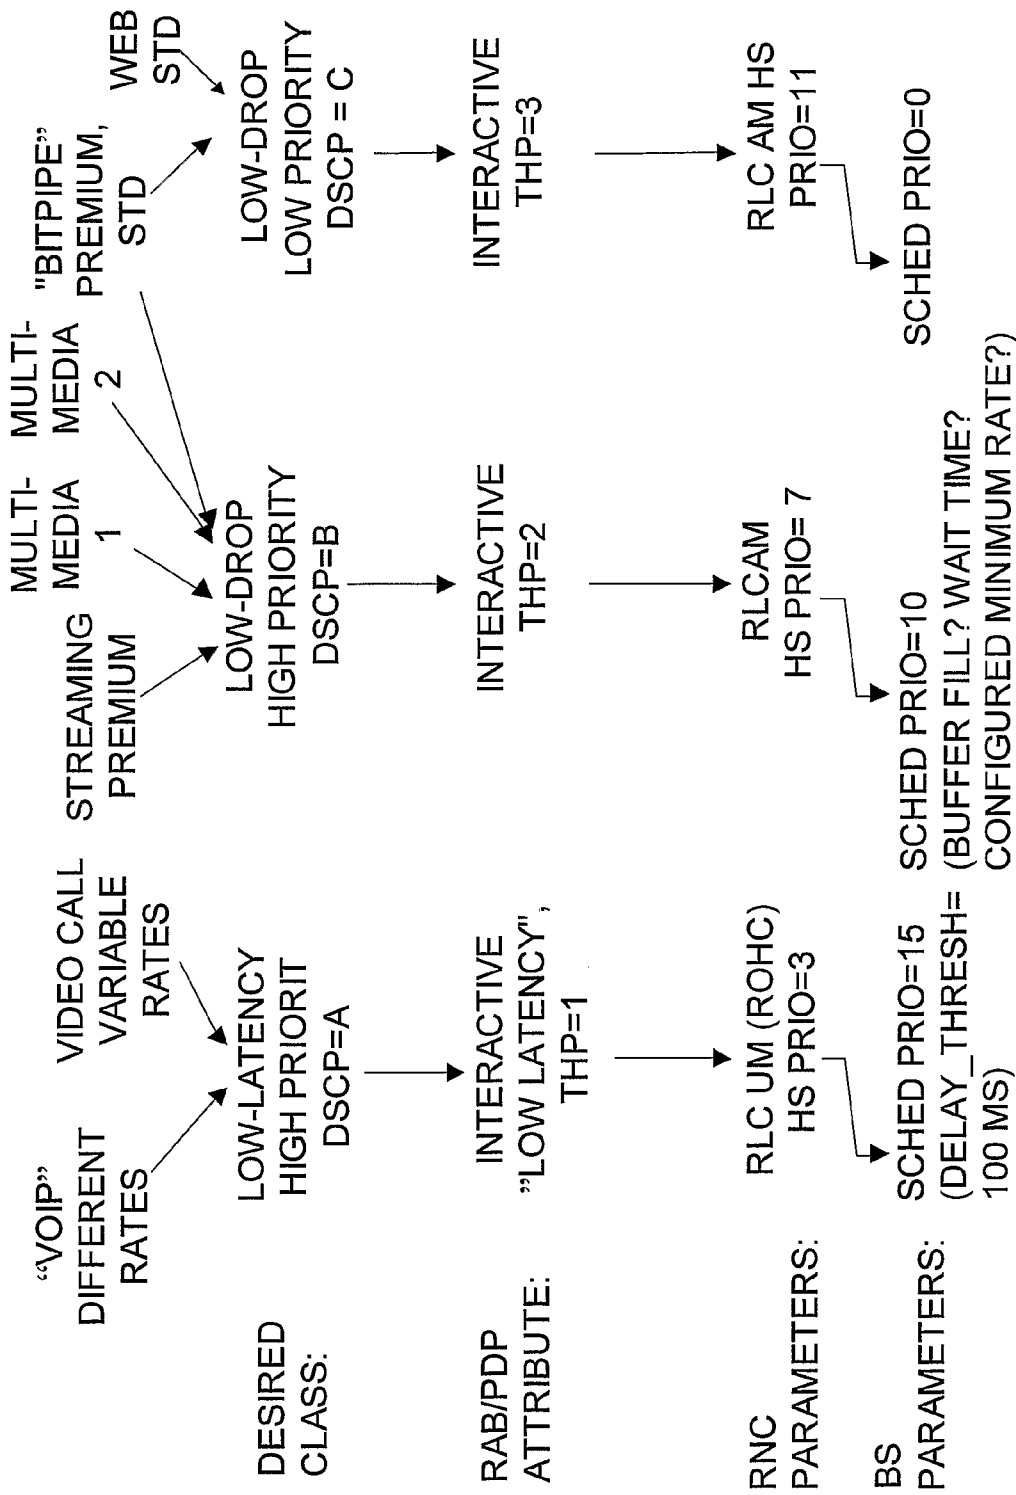 “VOIP”
DIFFERENT
RATES
VIDEO CALL
VARIABLE
RATES
STREAMING
PREMIUM
MULTI-
MEDIA
1
MULTI-
MEDIA
2
"BITPIPE”
PREMIUM,
STD
WEB
STD
DESIRED
CLASS:
LOW-LATENCY
HIGH PRIORIT
DSCP=A
LOW-DROP
HIGH PRIORITY
DSCP=B
LOW-DROP
LOW PRIORITY
DSCP = C
RAB/PDP
ATTRIBUTE:
INTERACTIVE
”LOW LATENCY”,
THP=1
INTERACTIVE
THP=2
INTERACTIVE
THP=3
RNC
PARAMETERS:
RLC UM (ROHC)
HS PRIO=3
RLCAM
HS PRIO= 7
RLC AM HS
PRIO=11
BS
PARAMETERS:
SCHED PRIO=15
(DELAY_THRESH=
100 MS)
SCHED PRIO=10
(BUFFER FILL? WAIT TIME?
CONFIGURED MINIMUM RATE?)
SCHED PRIO=0